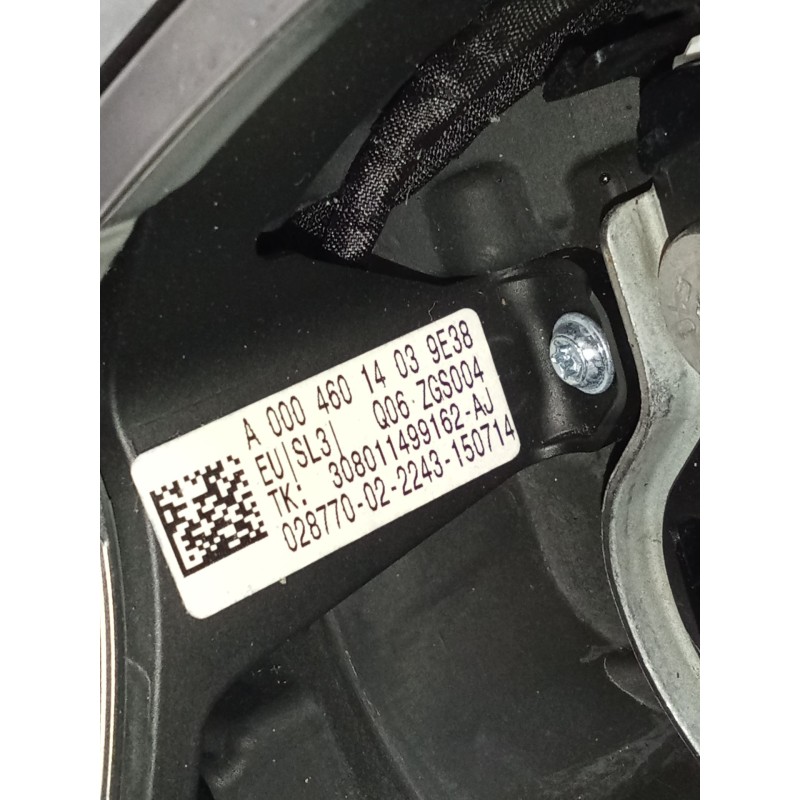 A 000 460 14 03 9E38
EU|SL3| Q06 ZGS004
TK: 308011499162-AJ
028770-02-2243-150714